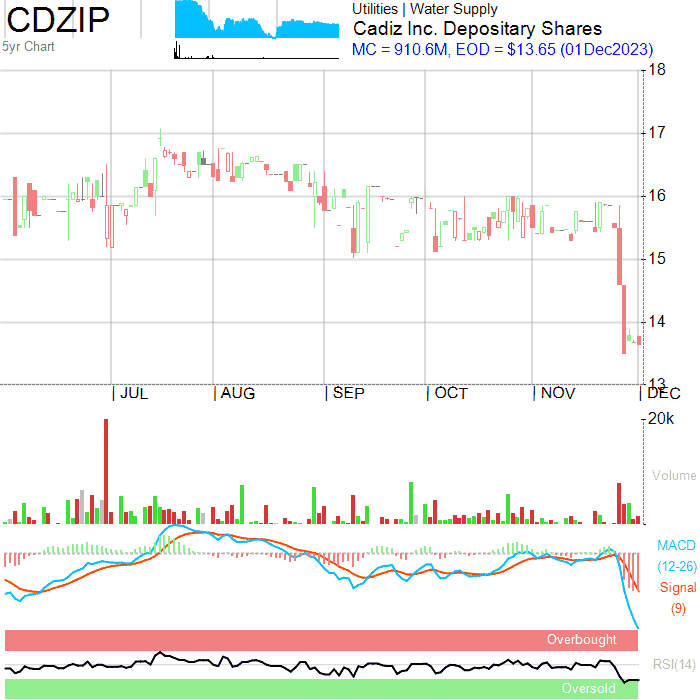 CDZIP
5yr Chart
Utilities | Water Supply
Cadiz Inc. Depositary Shares
MC = 910.6M, EOD = $13.65 (01Dec2023)
18
17
16
15
14
13
| JUL | AUG | SEP | OCT | NOV | DEC
20k
Volume
MACD
(12-26)
Signal
(9)
Overbought
RSI(14)
Oversold